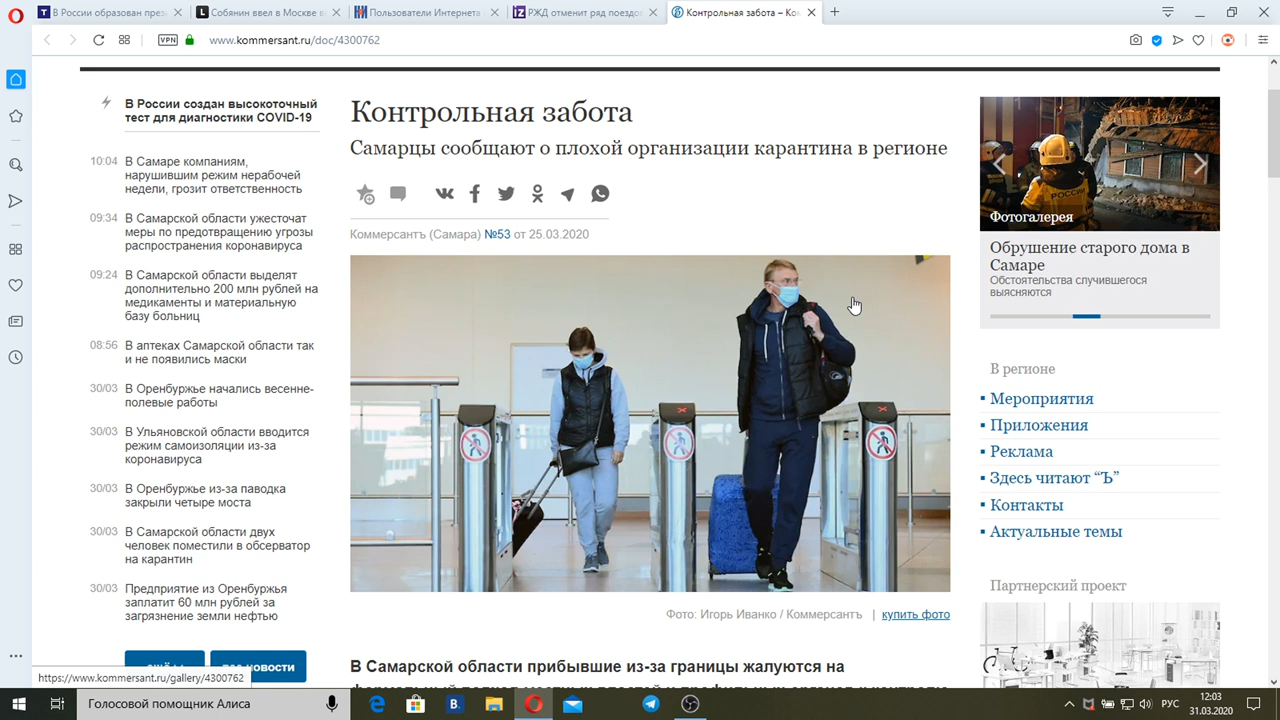 В России образован през
Собянин ввел в Москве в
Пользователи Интернета
РЖД отменит ряд поездов
Контрольная забота – Ком
VPN
www.kommersant.ru/doc/4300762
В России создан высокоточный
тест для диагностики COVID-19
10:04 В Самаре компаниям,
нарушившим режим нерабочей
недели, грозит ответственность
09:34 В Самарской области ужесточат
меры по предотвращению угрозы
распространения коронавируса
09:24 В Самарской области выделят
дополнительно 200 млн рублей на
медикаменты и материальную
базу больниц
08:56 В аптеках Самарской области так
и не появились маски
30/03 В Оренбуржье начались весенне-
полевые работы
30/03 В Ульяновской области вводится
режим самоизоляции из-за
коронавируса
30/03 В Оренбуржье из-за паводка
закрыли четыре моста
30/03 В Самарской области двух
человек поместили в обсерватор
на карантин
30/03 Предприятие из Оренбуржья
заплатит 60 млн рублей за
загрязнение земли нефтью
новости
Контрольная забота
Самарцы сообщают о плохой организации карантина в регионе
Коммерсантъ (Самара) №53 от 25.03.2020
Фото: Игорь Иванко / Коммерсантъ | купить фото
В Самарской области прибывшие из-за границы жалуются на
РОССИИ
Фотогалерея
Обрушение старого дома в
Самаре
Обстоятельства случившегося
выясняются
В регионе
Мероприятия
Приложения
Реклама
Здесь читают “Ъ”
Контакты
Актуальные темы
Партнерский проект
https://www.kommersant.ru/gallery/4300762
Голосовой помощник Алиса
B.
РУС
12:03
31.03.2020